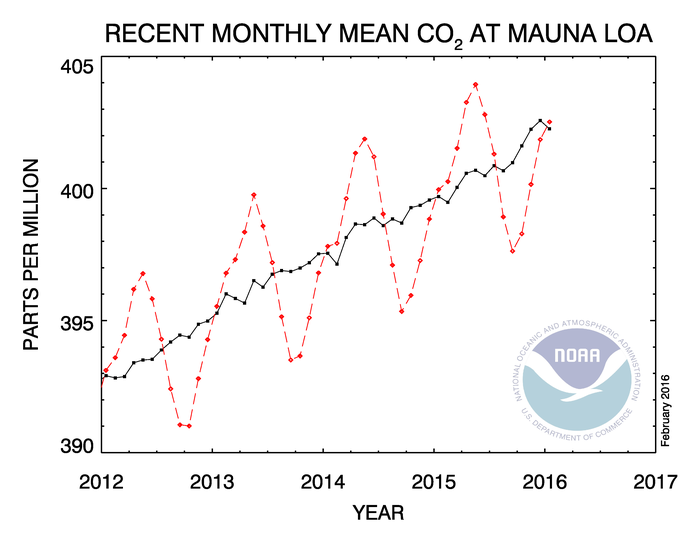 RECENT MONTHLY MEAN CO₂ AT MAUNA LOA
405
400
395
390
PARTS PER MILLION
2012 2013 2014 2015 2016 2017
YEAR
NATIONAL OCEANIC AND ATMOSPHERIC ADMINISTRATION
NOAA
U.S. DEPARTMENT OF COMMERCE
February 2016